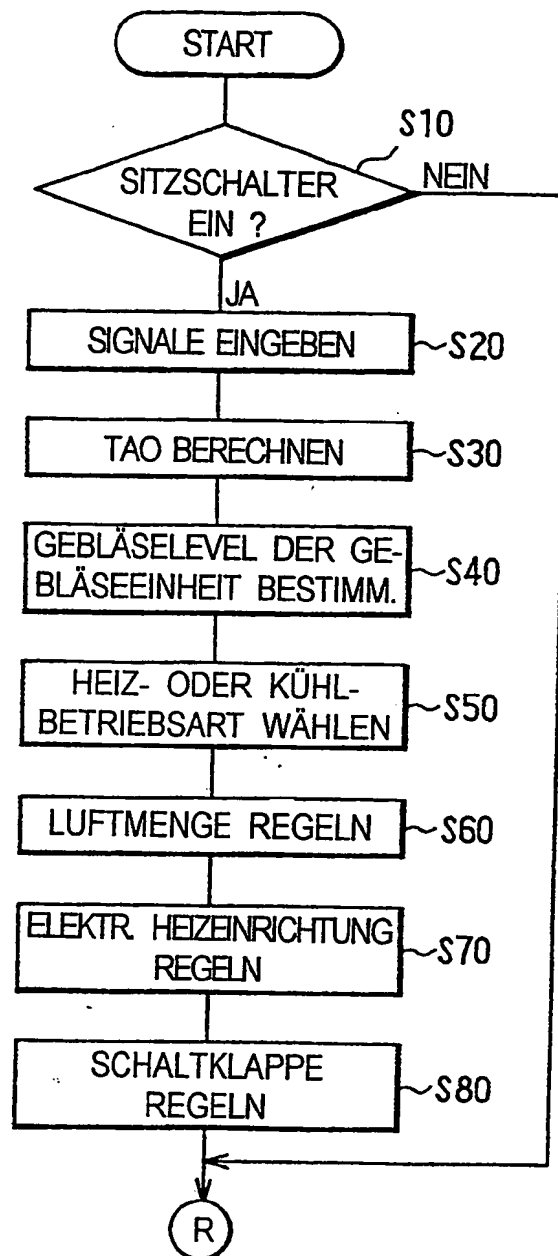 START
S10
SITZSCHALTER
EIN ?
NEIN
JA
SIGNALE EINGEBEN
S20
TAO BERECHNEN
S30
GEBLÄSELEVEL DER GE-
BLÄSEEINHEIT BESTIMM.
S40
HEIZ- ODER KÜHL-
BETRIEBSART WÄHLEN
S50
LUFTMENGE REGELN
S60
ELEKTR. HEIZEINRICHTUNG
REGELN
S70
SCHALTKLAPPE
REGELN
S80
R